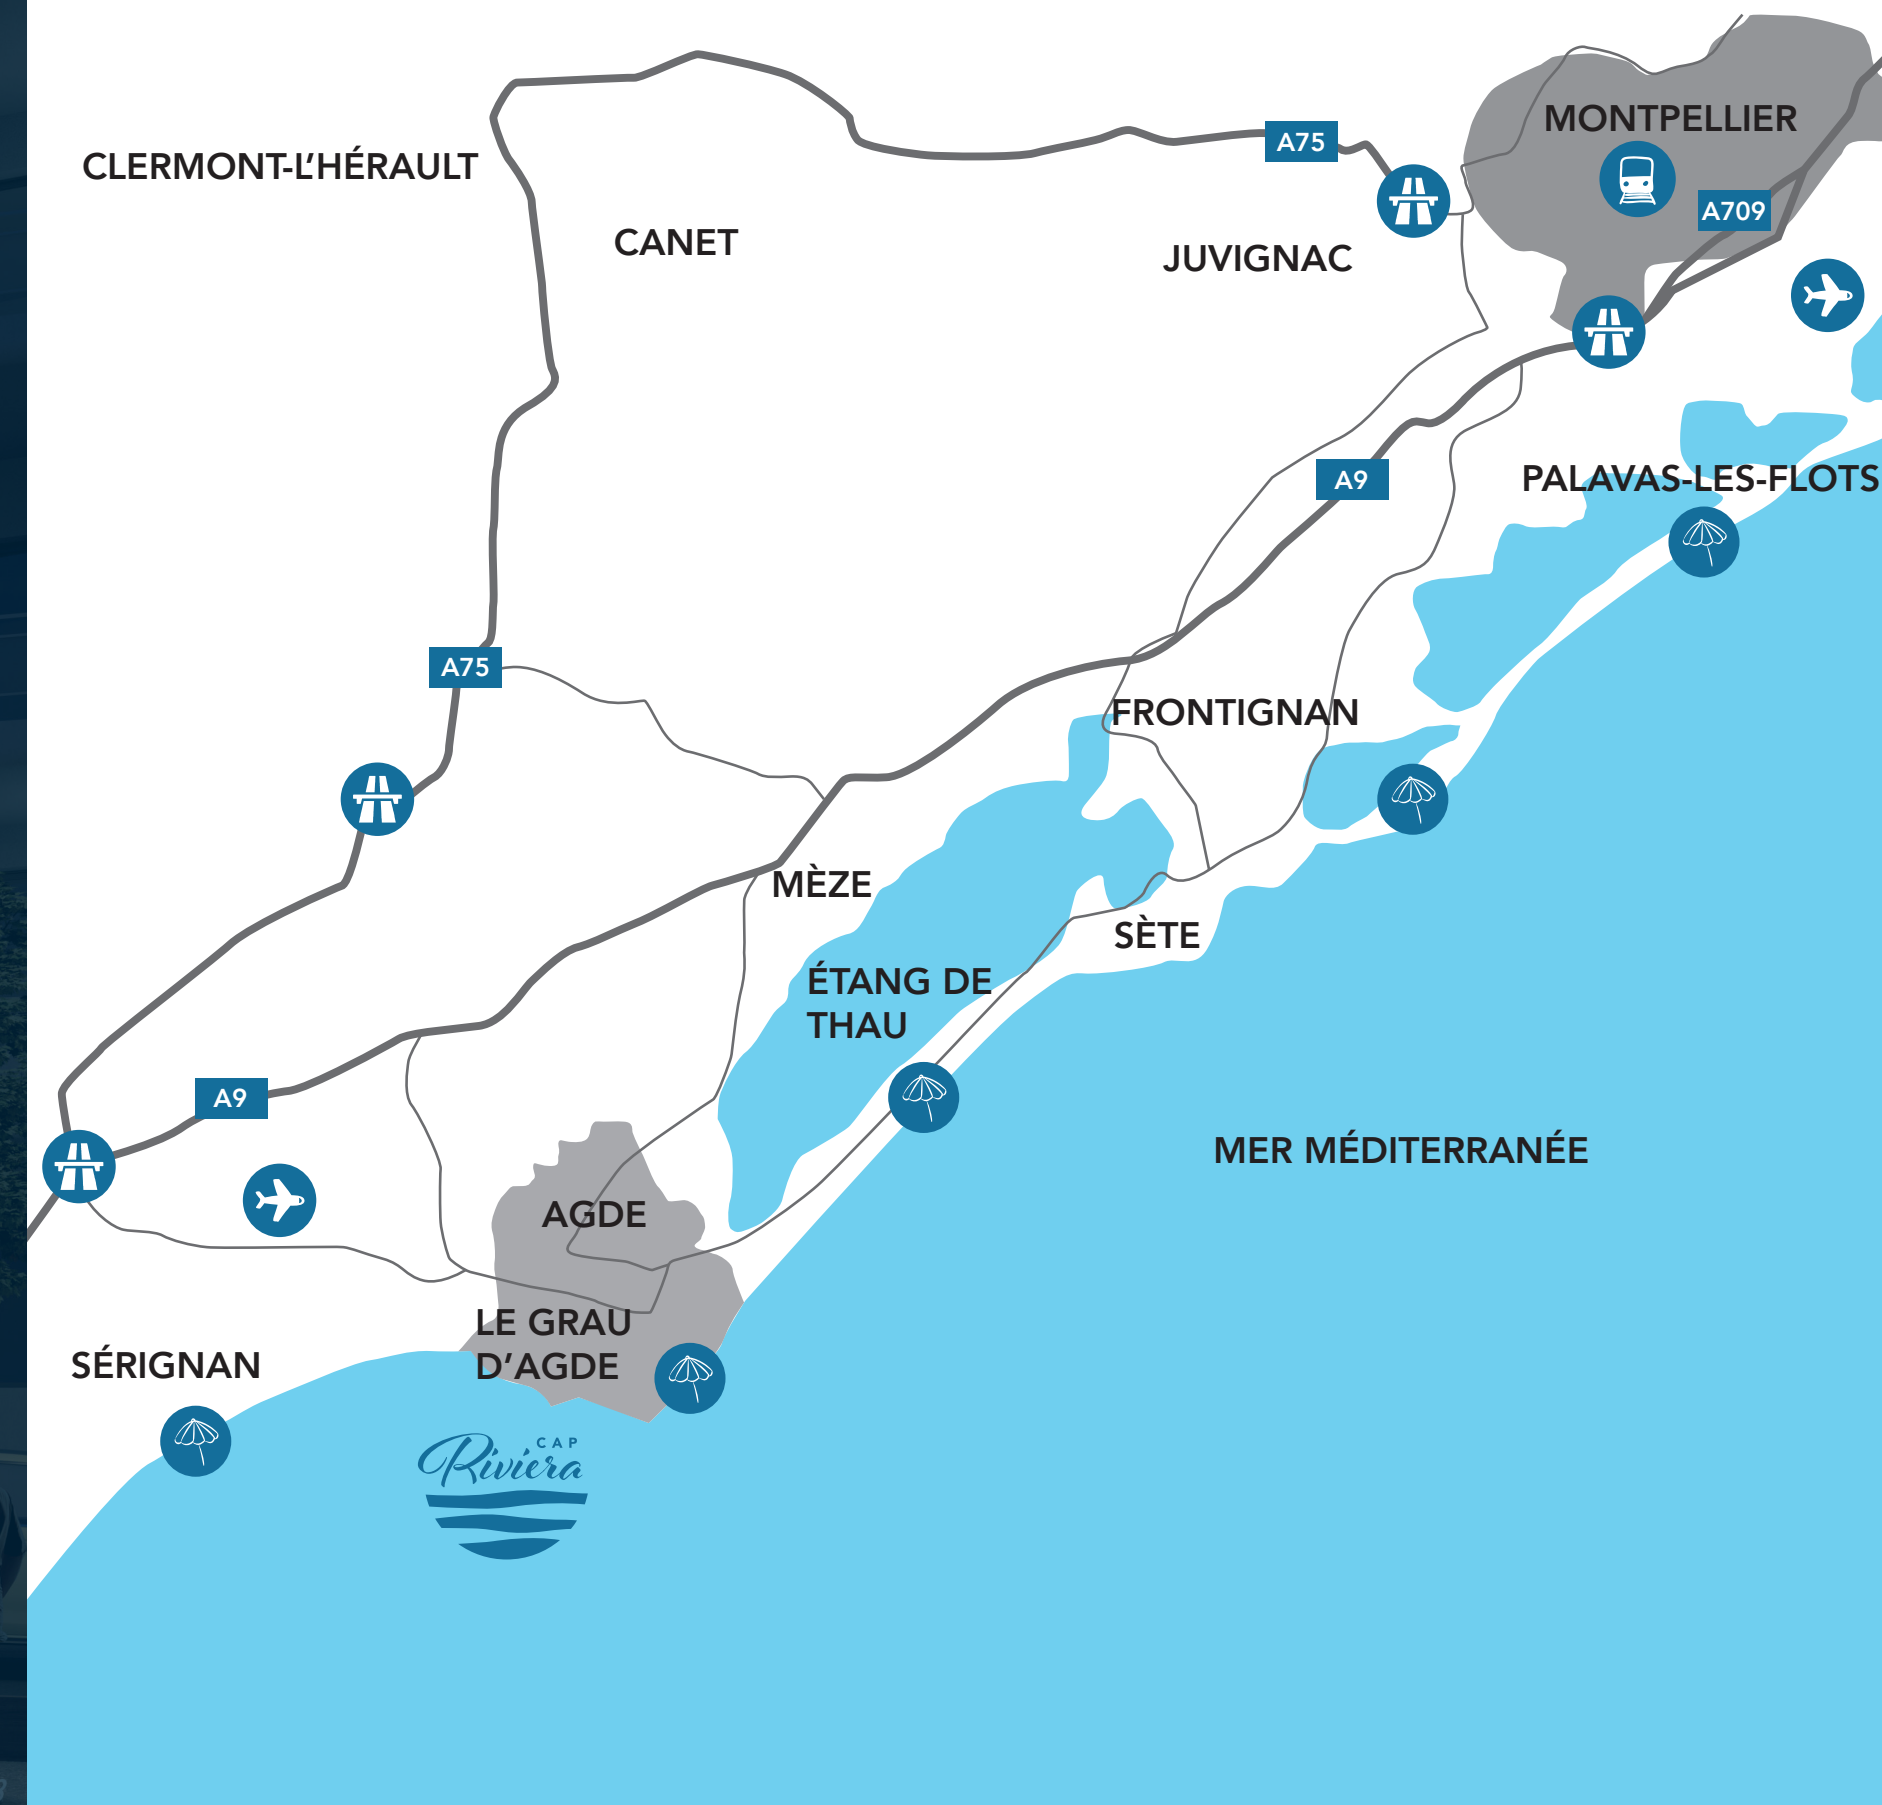 MONTPELLIER
A75
CLERMONT-L'HÉRAULT
A709
CANET
JUVIGNAC
A9
PALAVAS-LES-FLOTS
A75
FRONTIGNAN
MÈZE
SÈTE
ÉTANG DE
THAU
A9
MER MÉDITERRANÉE
AGDE
LE GRAU
D'AGDE
SÉRIGNAN
CAP
Riviera